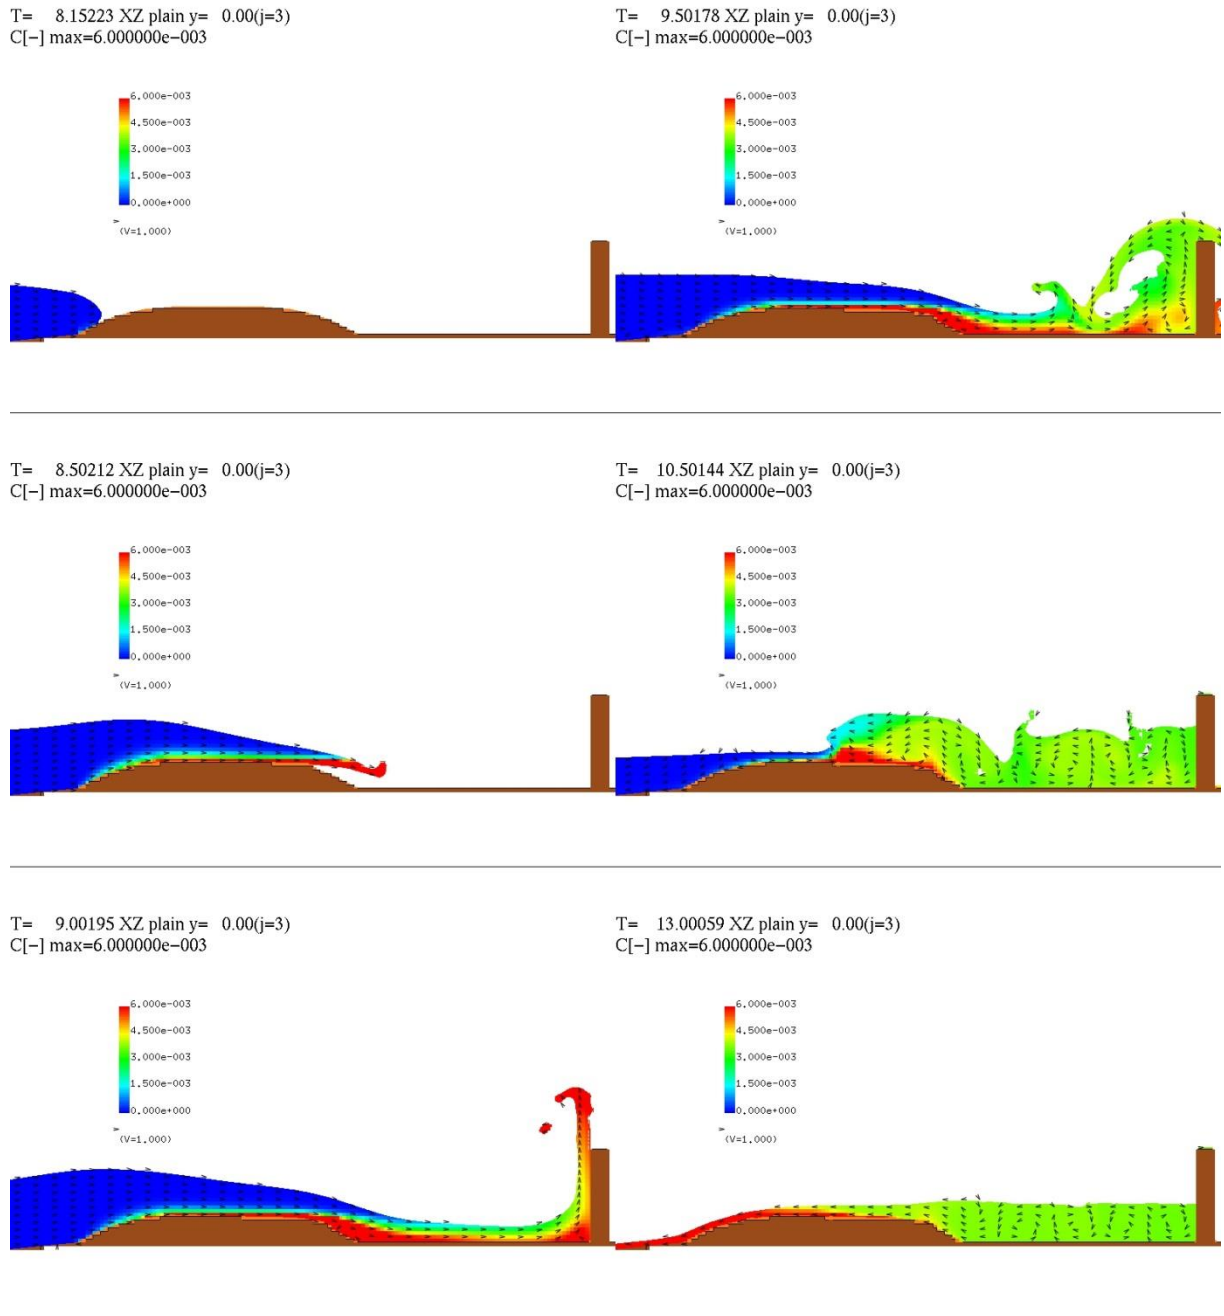 T= 8.15223 XZ plain y= 0.00(j=3)
C[−] max=6.000000e−003
6.000e-003
4.500e-003
3.000e-003
1.500e-003
0.000e+000
(V=1.000)
T= 9.50178 XZ plain y= 0.00(j=3)
C[−] max=6.000000e−003
6.000e-003
4.500e-003
3.000e-003
1.500e-003
0.000e+000
(V=1.000)
T= 8.50212 XZ plain y= 0.00(j=3)
C[−] max=6.000000e−003
6.000e-003
4.500e-003
3.000e-003
1.500e-003
0.000e+000
(V=1.000)
T= 10.50144 XZ plain y= 0.00(j=3)
C[−] max=6.000000e−003
6.000e-003
4.500e-003
3.000e-003
1.500e-003
0.000e+000
(V=1.000)
T= 9.00195 XZ plain y= 0.00(j=3)
C[−] max=6.000000e−003
6.000e-003
4.500e-003
3.000e-003
1.500e-003
0.000e+000
(V=1.000)
T= 13.00059 XZ plain y= 0.00(j=3)
C[−] max=6.000000e−003
6.000e-003
4.500e-003
3.000e-003
1.500e-003
0.000e+000
(V=1.000)